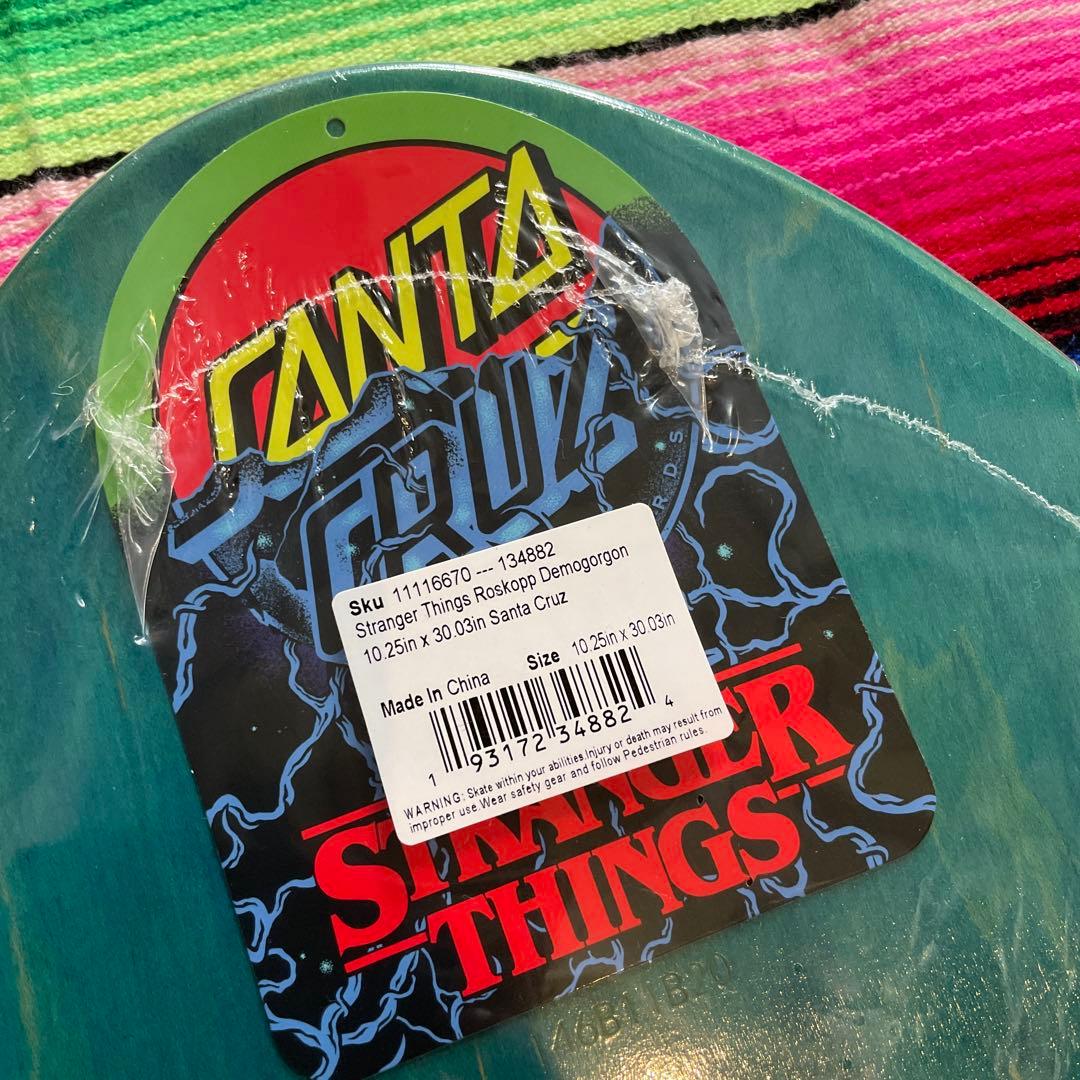 SANTA
CRUZ
R D S
Sku 11116670 --- 134882
Stranger Things Roskopp Demogorgon
10.25in x 30.03in Santa Cruz
Size 10.25in x 30.03in
Made In China
1 93172 34882 4
WARNING: Skate within your abilities.Injury or death may result from
improper use.Wear safety gear and follow Pedestrian rules.
STRANGER
THINGS